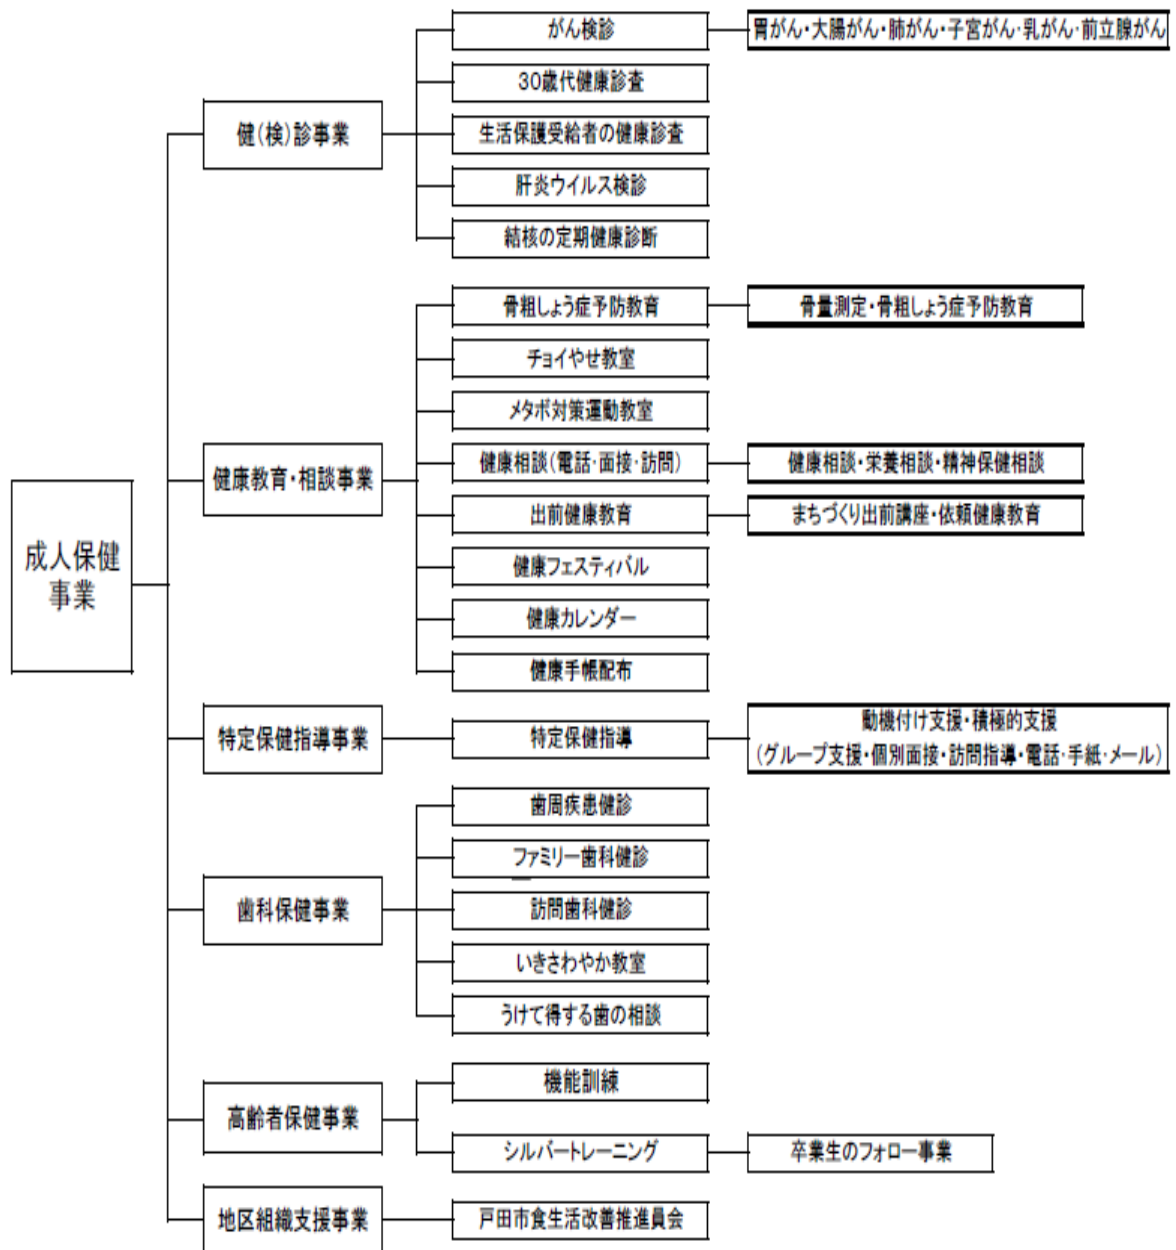 成人保健
事業
健(検)診事業
がん検診
胃がん・大腸がん・肺がん・子宮がん・乳がん・前立腺がん
30歳代健康診査
生活保護受給者の健康診査
肝炎ウイルス検診
結核の定期健康診断
健康教育・相談事業
骨粗しょう症予防教育
骨量測定・骨粗しょう症予防教育
チョイやせ教室
メタボ対策運動教室
健康相談(電話・面接・訪問)
健康相談・栄養相談・精神保健相談
出前健康教育
まちづくり出前講座・依頼健康教育
健康フェスティバル
健康カレンダー
健康手帳配布
特定保健指導事業
特定保健指導
動機付け支援・積極的支援
(グループ支援・個別面接・訪問指導・電話・手紙・メール)
歯科保健事業
歯周疾患健診
ファミリー歯科健診
訪問歯科健診
いきさわやか教室
うけて得する歯の相談
高齢者保健事業
機能訓練
シルバートレーニング
卒業生のフォロー事業
地区組織支援事業
戸田市食生活改善推進員会